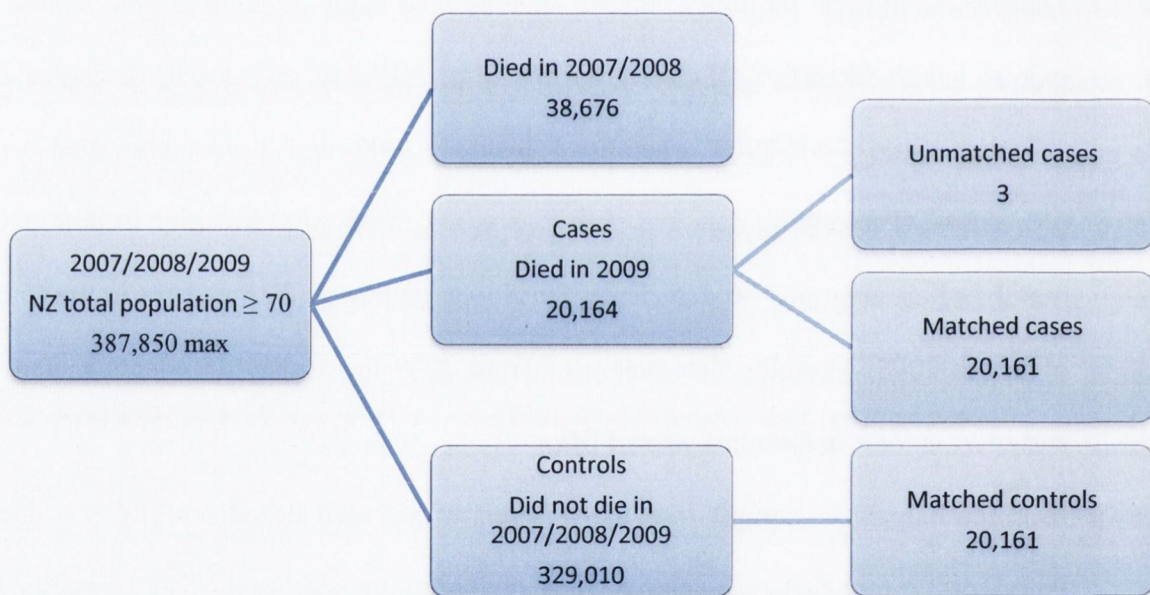 2007/2008/2009
NZ total population ≥ 70
387,850 max
Died in 2007/2008
38,676
Cases
Died in 2009
20,164
Controls
Did not die in
2007/2008/2009
329,010
Unmatched cases
3
Matched cases
20,161
Matched controls
20,161